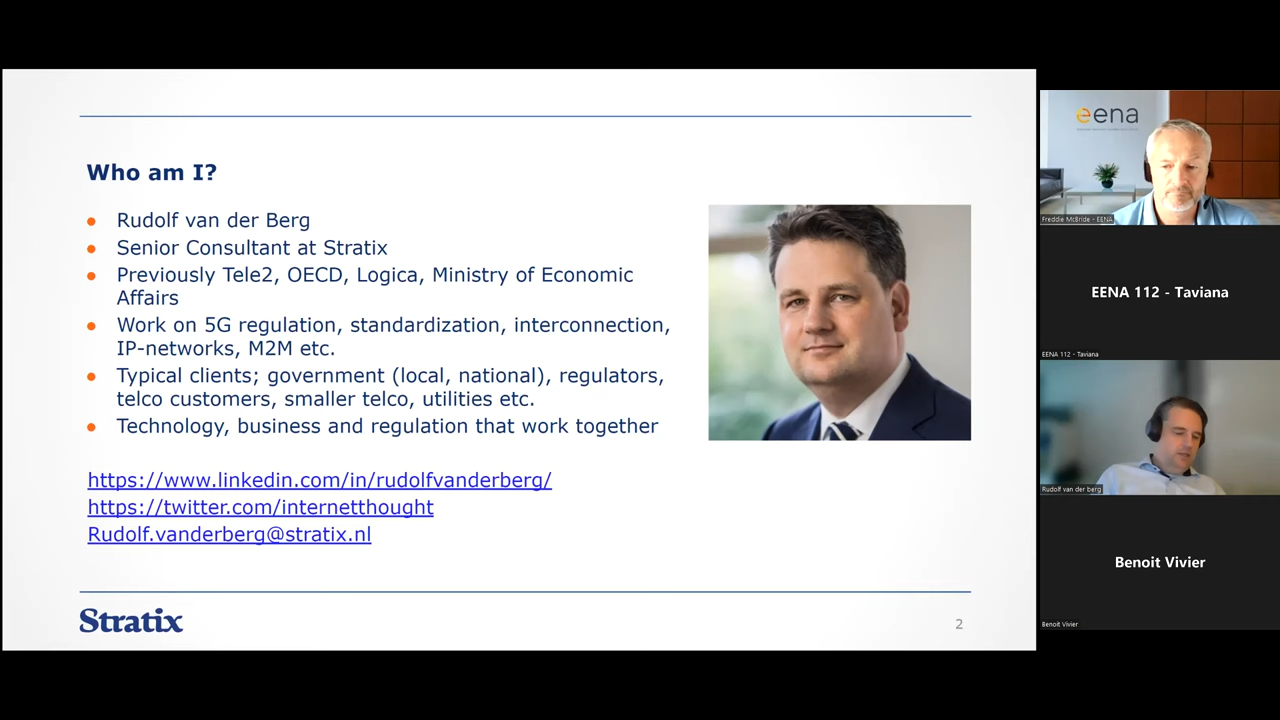 Who am I?
● Rudolf van der Berg
● Senior Consultant at Stratix
● Previously Tele2, OECD, Logica, Ministry of Economic
Affairs
● Work on 5G regulation, standardization, interconnection,
IP-networks, M2M etc.
● Typical clients; government (local, national), regulators,
telco customers, smaller telco, utilities etc.
● Technology, business and regulation that work together
https://www.linkedin.com/in/rudolfvanderberg/
https://twitter.com/internetthought
Rudolf.vanderberg@stratix.nl
Stratix
2
eena
Freddie McBride - EENA
EENA 112 - Taviana
EENA 112 - Taviana
Rudolf van der berg
Benoit Vivier
Benoit Vivier